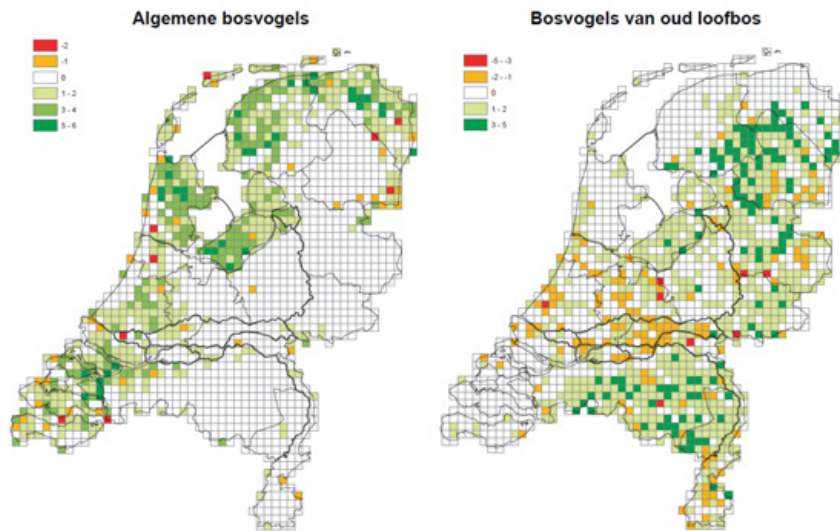 Algemene bosvogels
-2
-1
0
1 - 2
3 - 4
5 - 6
Bosvogels van oud loofbos
-5 - -3
-2 - -1
0
1 - 2
3 - 5